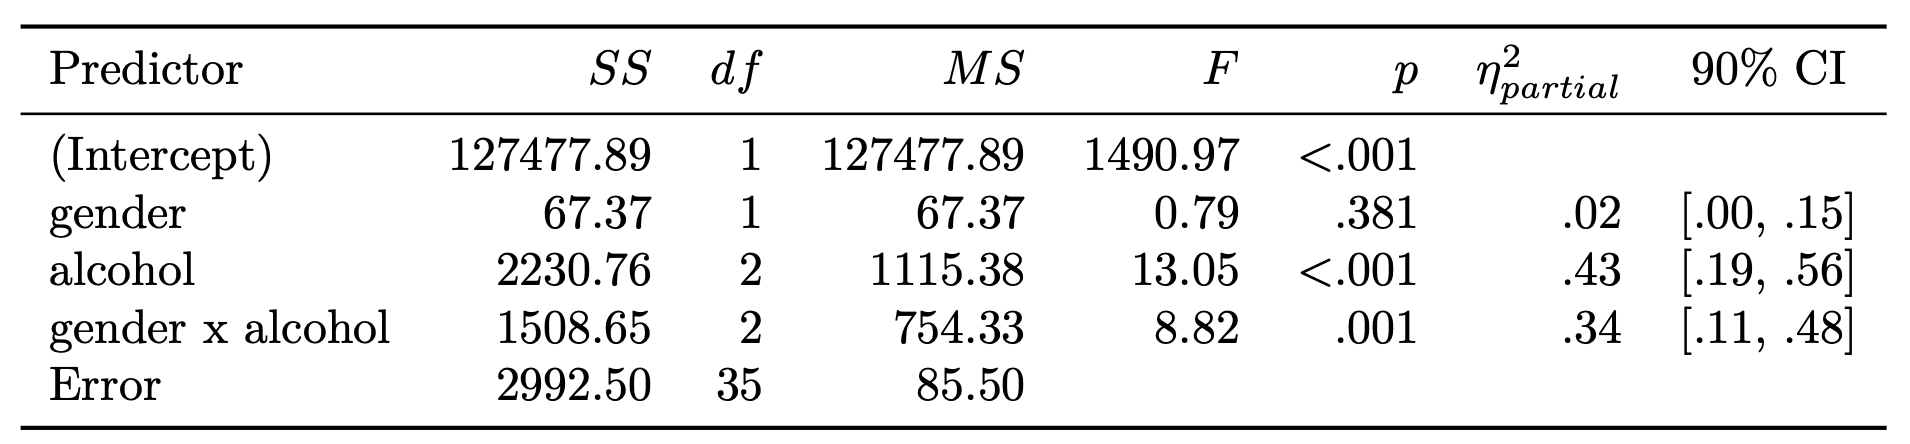 Predictor SS df MS F p η²partial 90% CI
(Intercept) 127477.89 1 127477.89 1490.97 <.001
gender 67.37 1 67.37 0.79 .381 .02 [.00, .15]
alcohol 2230.76 2 1115.38 13.05 <.001 .43 [.19, .56]
gender x alcohol 1508.65 2 754.33 8.82 .001 .34 [.11, .48]
Error 2992.50 35 85.50